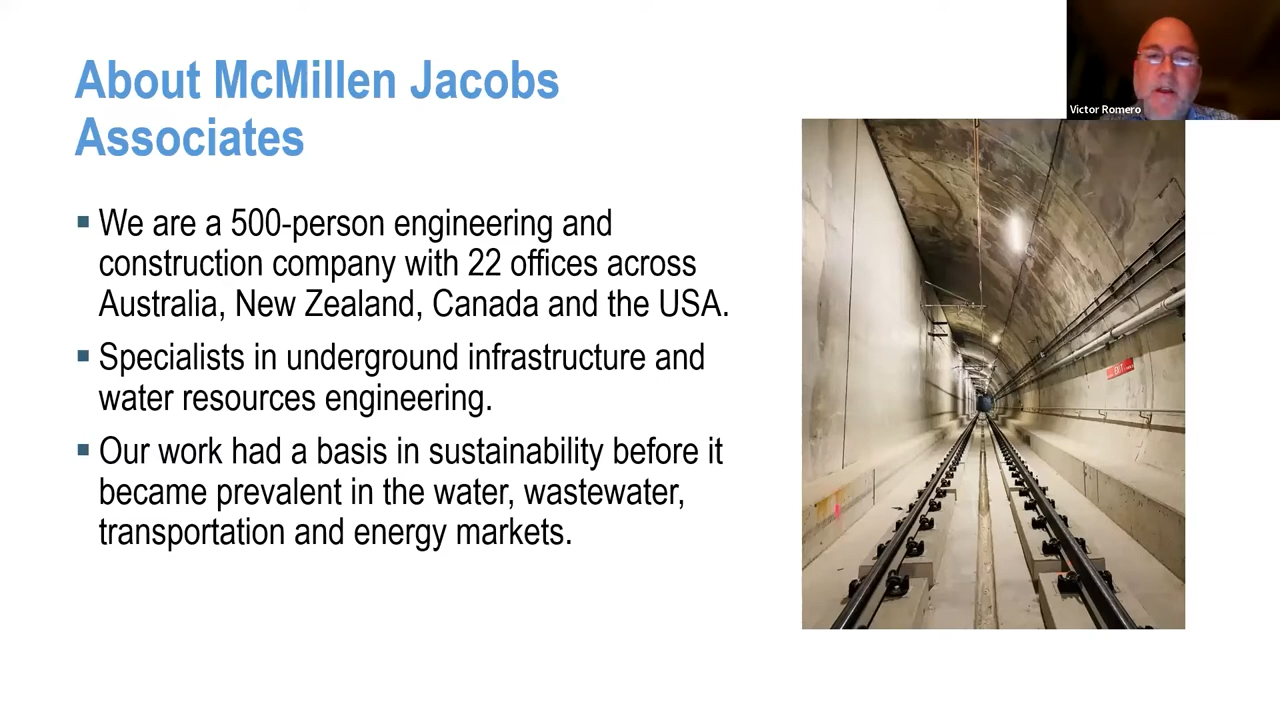 About McMillen Jacobs
Associates
Victor Romero
▪ We are a 500-person engineering and
construction company with 22 offices across
Australia, New Zealand, Canada and the USA.
▪ Specialists in underground infrastructure and
water resources engineering.
▪ Our work had a basis in sustainability before it
became prevalent in the water, wastewater,
transportation and energy markets.
EXIT